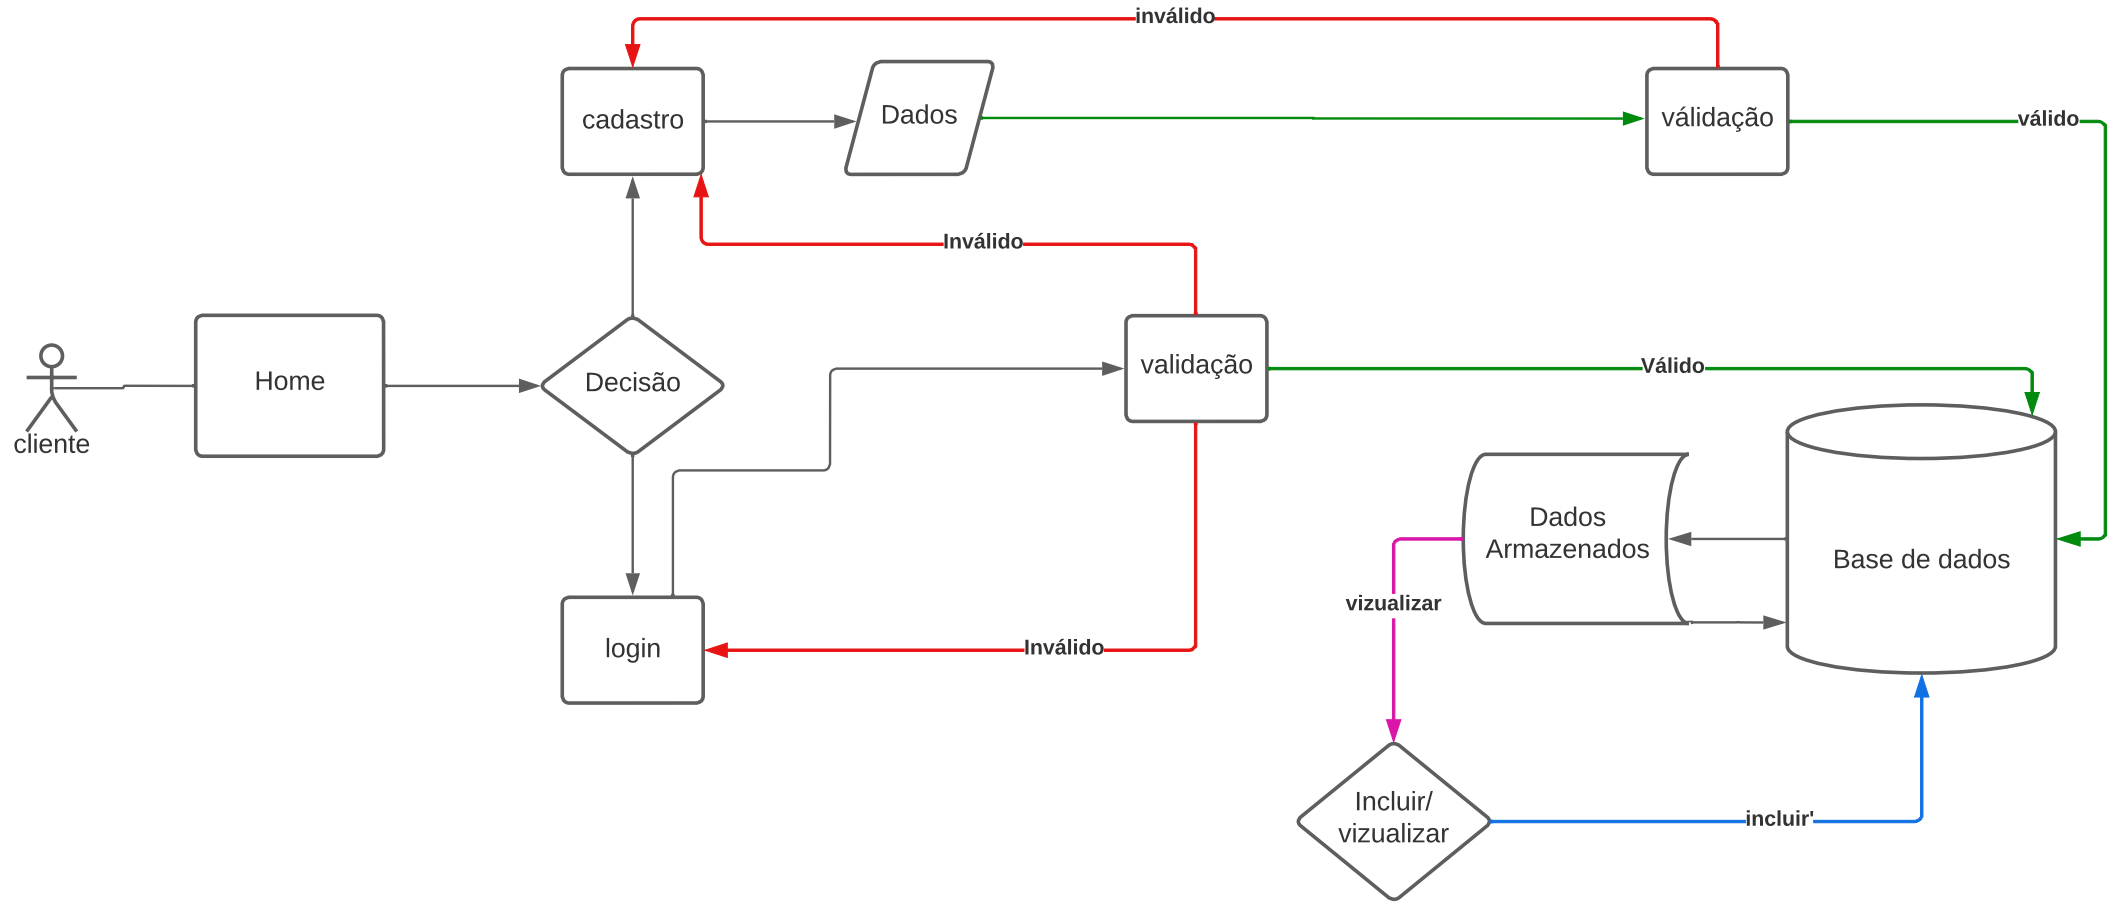 inválido
cadastro
Dados
válidação
válido
Inválido
cliente
Home
Decisão
validação
Válido
Dados
Armazenados
Base de dados
vizualizar
login
Inválido
Incluir/
vizualizar
incluir'